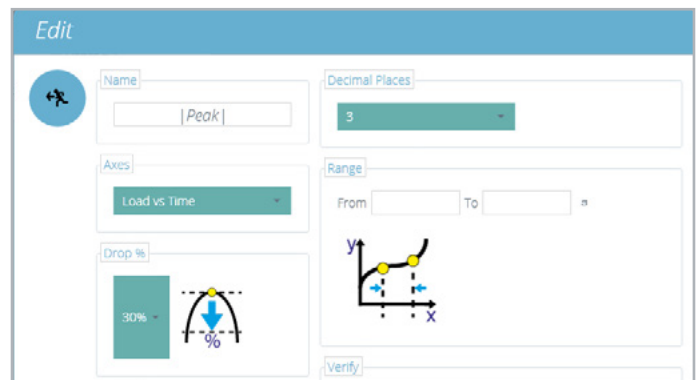 Edit
Name
|Peak|
Decimal Places
3
Axes
Load vs Time
Range
From To s
Drop %
30%
%
y
x
Verify